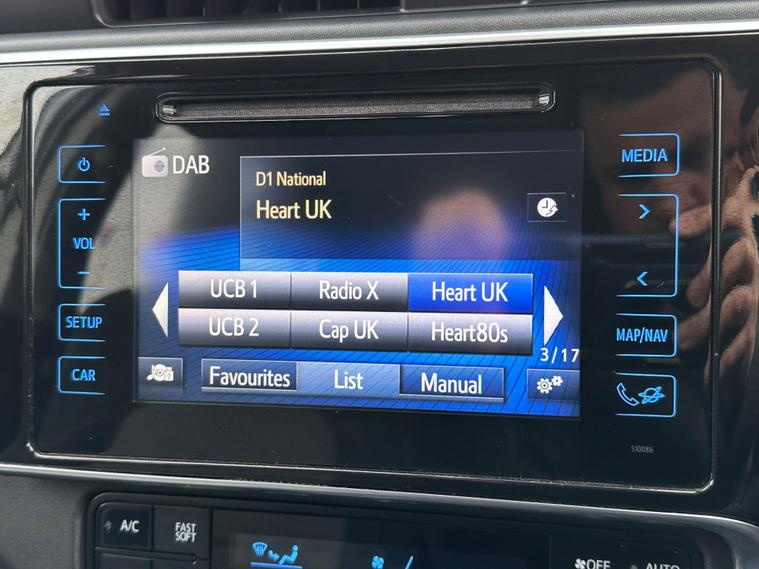 DAB
D1 National
Heart UK
UCB 1 Radio X Heart UK
UCB 2 Cap UK Heart80s
3/17
Favourites List Manual
+
VOL
-
SETUP
CAR
MEDIA
>
<
MAP/NAV
510086
A/C
FAST
SOFT
OFF
AUTO